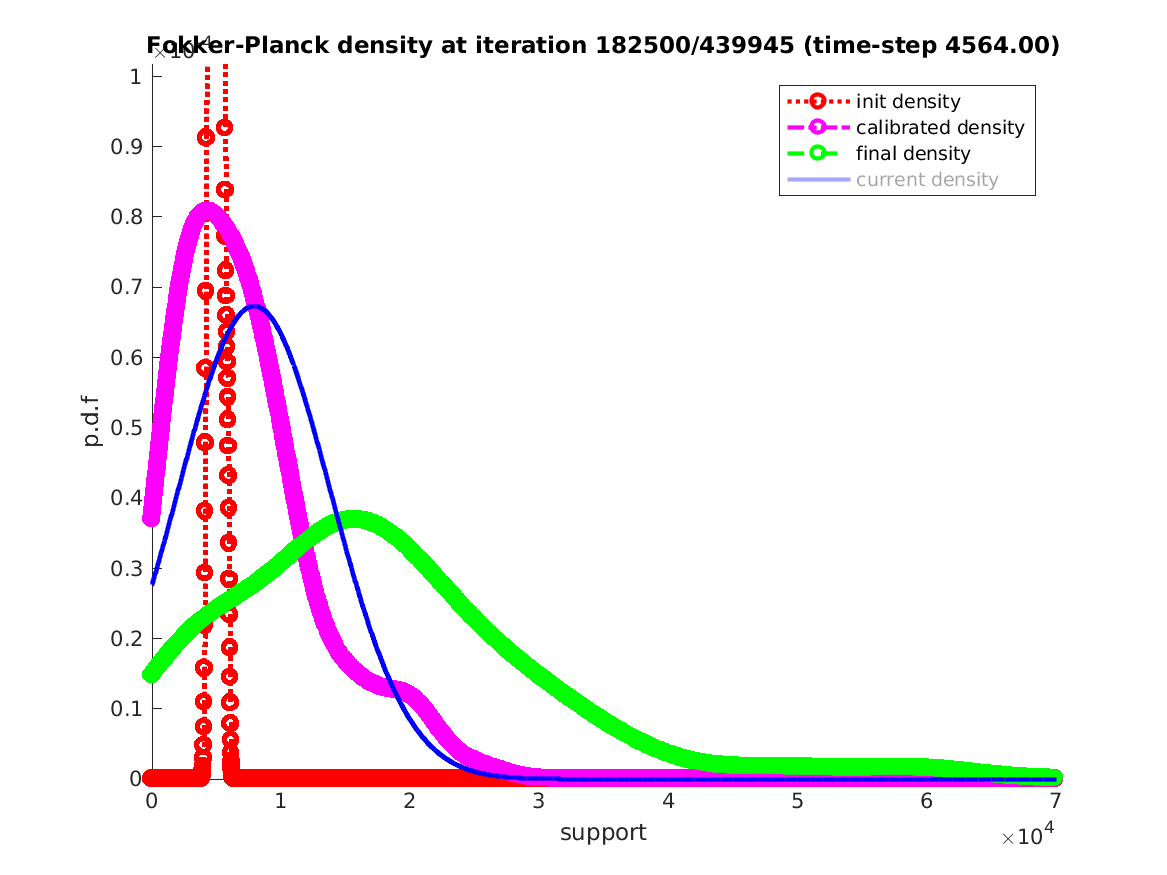 Fokker-Planck density at iteration 182500/439945 (time-step 4564.00)
1
0.9
0.8
0.7
0.6
0.5
0.4
0.3
0.2
0.1
0
p.d.f
init density
calibrated density
final density
current density
0 1 2 3 4 5 6 7
support
×10^4